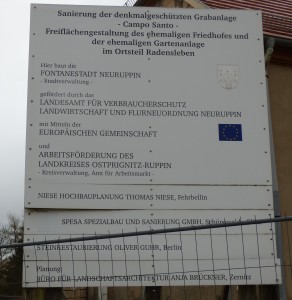 Sanierung der denkmalgeschützten Grabanlage
- Campo Santo -
Freiflächengestaltung des ehemaligen Friedhofes und
der ehemaligen Gartenanlage
im Ortsteil Radensleben
Hier baut die
FONTANESTADT NEURUPPIN
- Stadtverwaltung -
gefördert durch das
LANDESAMT FÜR VERBRAUCHERSCHUTZ
LANDWIRTSCHAFT UND FLURNEUORDNUNG NEURUPPIN
mit Mitteln der
EUROPÄISCHEN GEMEINSCHAFT
und
ARBEITSFÖRDERUNG DES
LANDKREISES OSTPRIGNITZ-RUPPIN
- Kreisverwaltung, Amt für Arbeitsmarkt -
NIESE HOCHBAUPLANUNG THOMAS NIESE, Fehrbellin
SPESA SPEZIALBAU UND SANIERUNG GMBH,
STEINRESTAURIERUNG OLIVER GUHR, Berlin
Planung:
BÜRO FÜR LANDSCHAFTSARCHITEKTUR ANJA BRÜCKNER, Zernitz